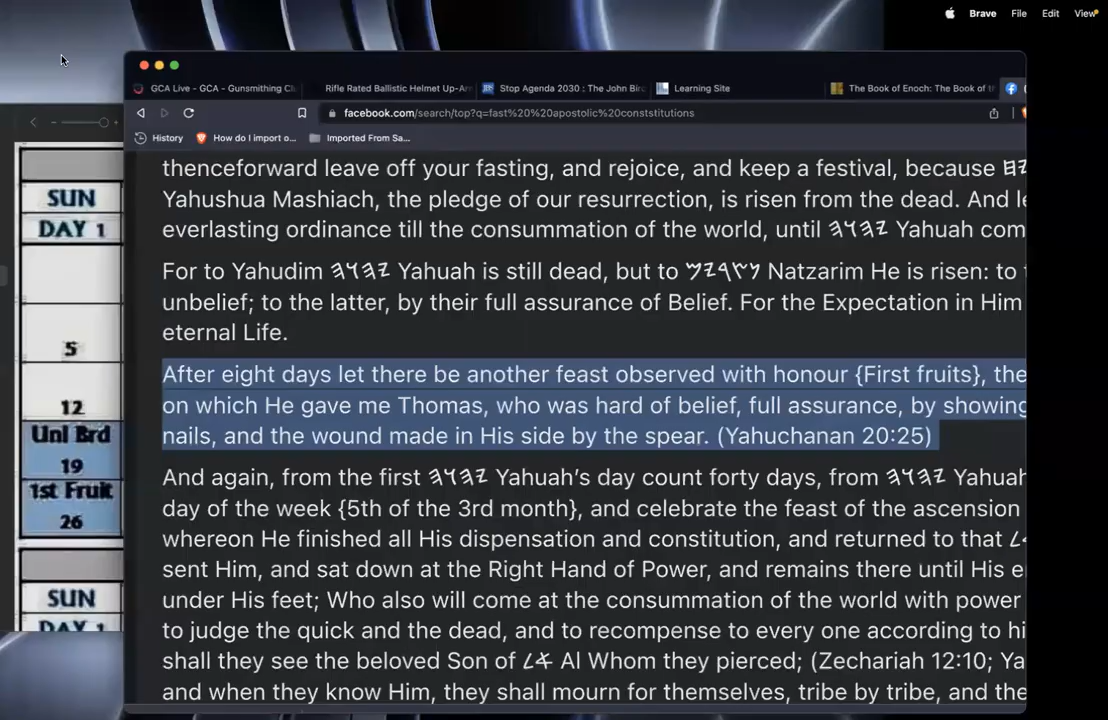 Brave File Edit View
GCA Live - GCA - Gunsmithing Cl
Rifle Rated Ballistic Helmet Up-Ar
Stop Agenda 2030 : The John Bir
Learning Site
The Book of Enoch: The Book of t
facebook.com/search/top?q=fast%20%20apostolic%20conststitutions
History
How do I import o...
Imported From Sa...
SUN
DAY 1
5
12
Unl Brd
19
1st Fruit
26
SUN
DAY 1
thenceforward leave off your fasting, and rejoice, and keep a festival, because
Yahushua Mashiach, the pledge of our resurrection, is risen from the dead. And le
everlasting ordinance till the consummation of the world, until 𐤉𐤄𐤅𐤄 Yahuah com
For to Yahudim 𐤉𐤄𐤅𐤄 Yahuah is still dead, but to Natzarim He is risen: to
unbelief; to the latter, by their full assurance of Belief. For the Expectation in Him
eternal Life.
After eight days let there be another feast observed with honour {First fruits}, the
on which He gave me Thomas, who was hard of belief, full assurance, by showing
nails, and the wound made in His side by the spear. (Yahuchanan 20:25)
And again, from the first 𐤉𐤄𐤅𐤄 Yahuah’s day count forty days, from 𐤉𐤄𐤅𐤄 Yahuah
day of the week {5th of the 3rd month}, and celebrate the feast of the ascension
whereon He finished all His dispensation and constitution, and returned to that
sent Him, and sat down at the Right Hand of Power, and remains there until His e
under His feet; Who also will come at the consummation of the world with power
to judge the quick and the dead, and to recompense to every one according to hi
shall they see the beloved Son of 𐤀𐤋 Al Whom they pierced; (Zechariah 12:10; Ya
and when they know Him, they shall mourn for themselves, tribe by tribe, and the